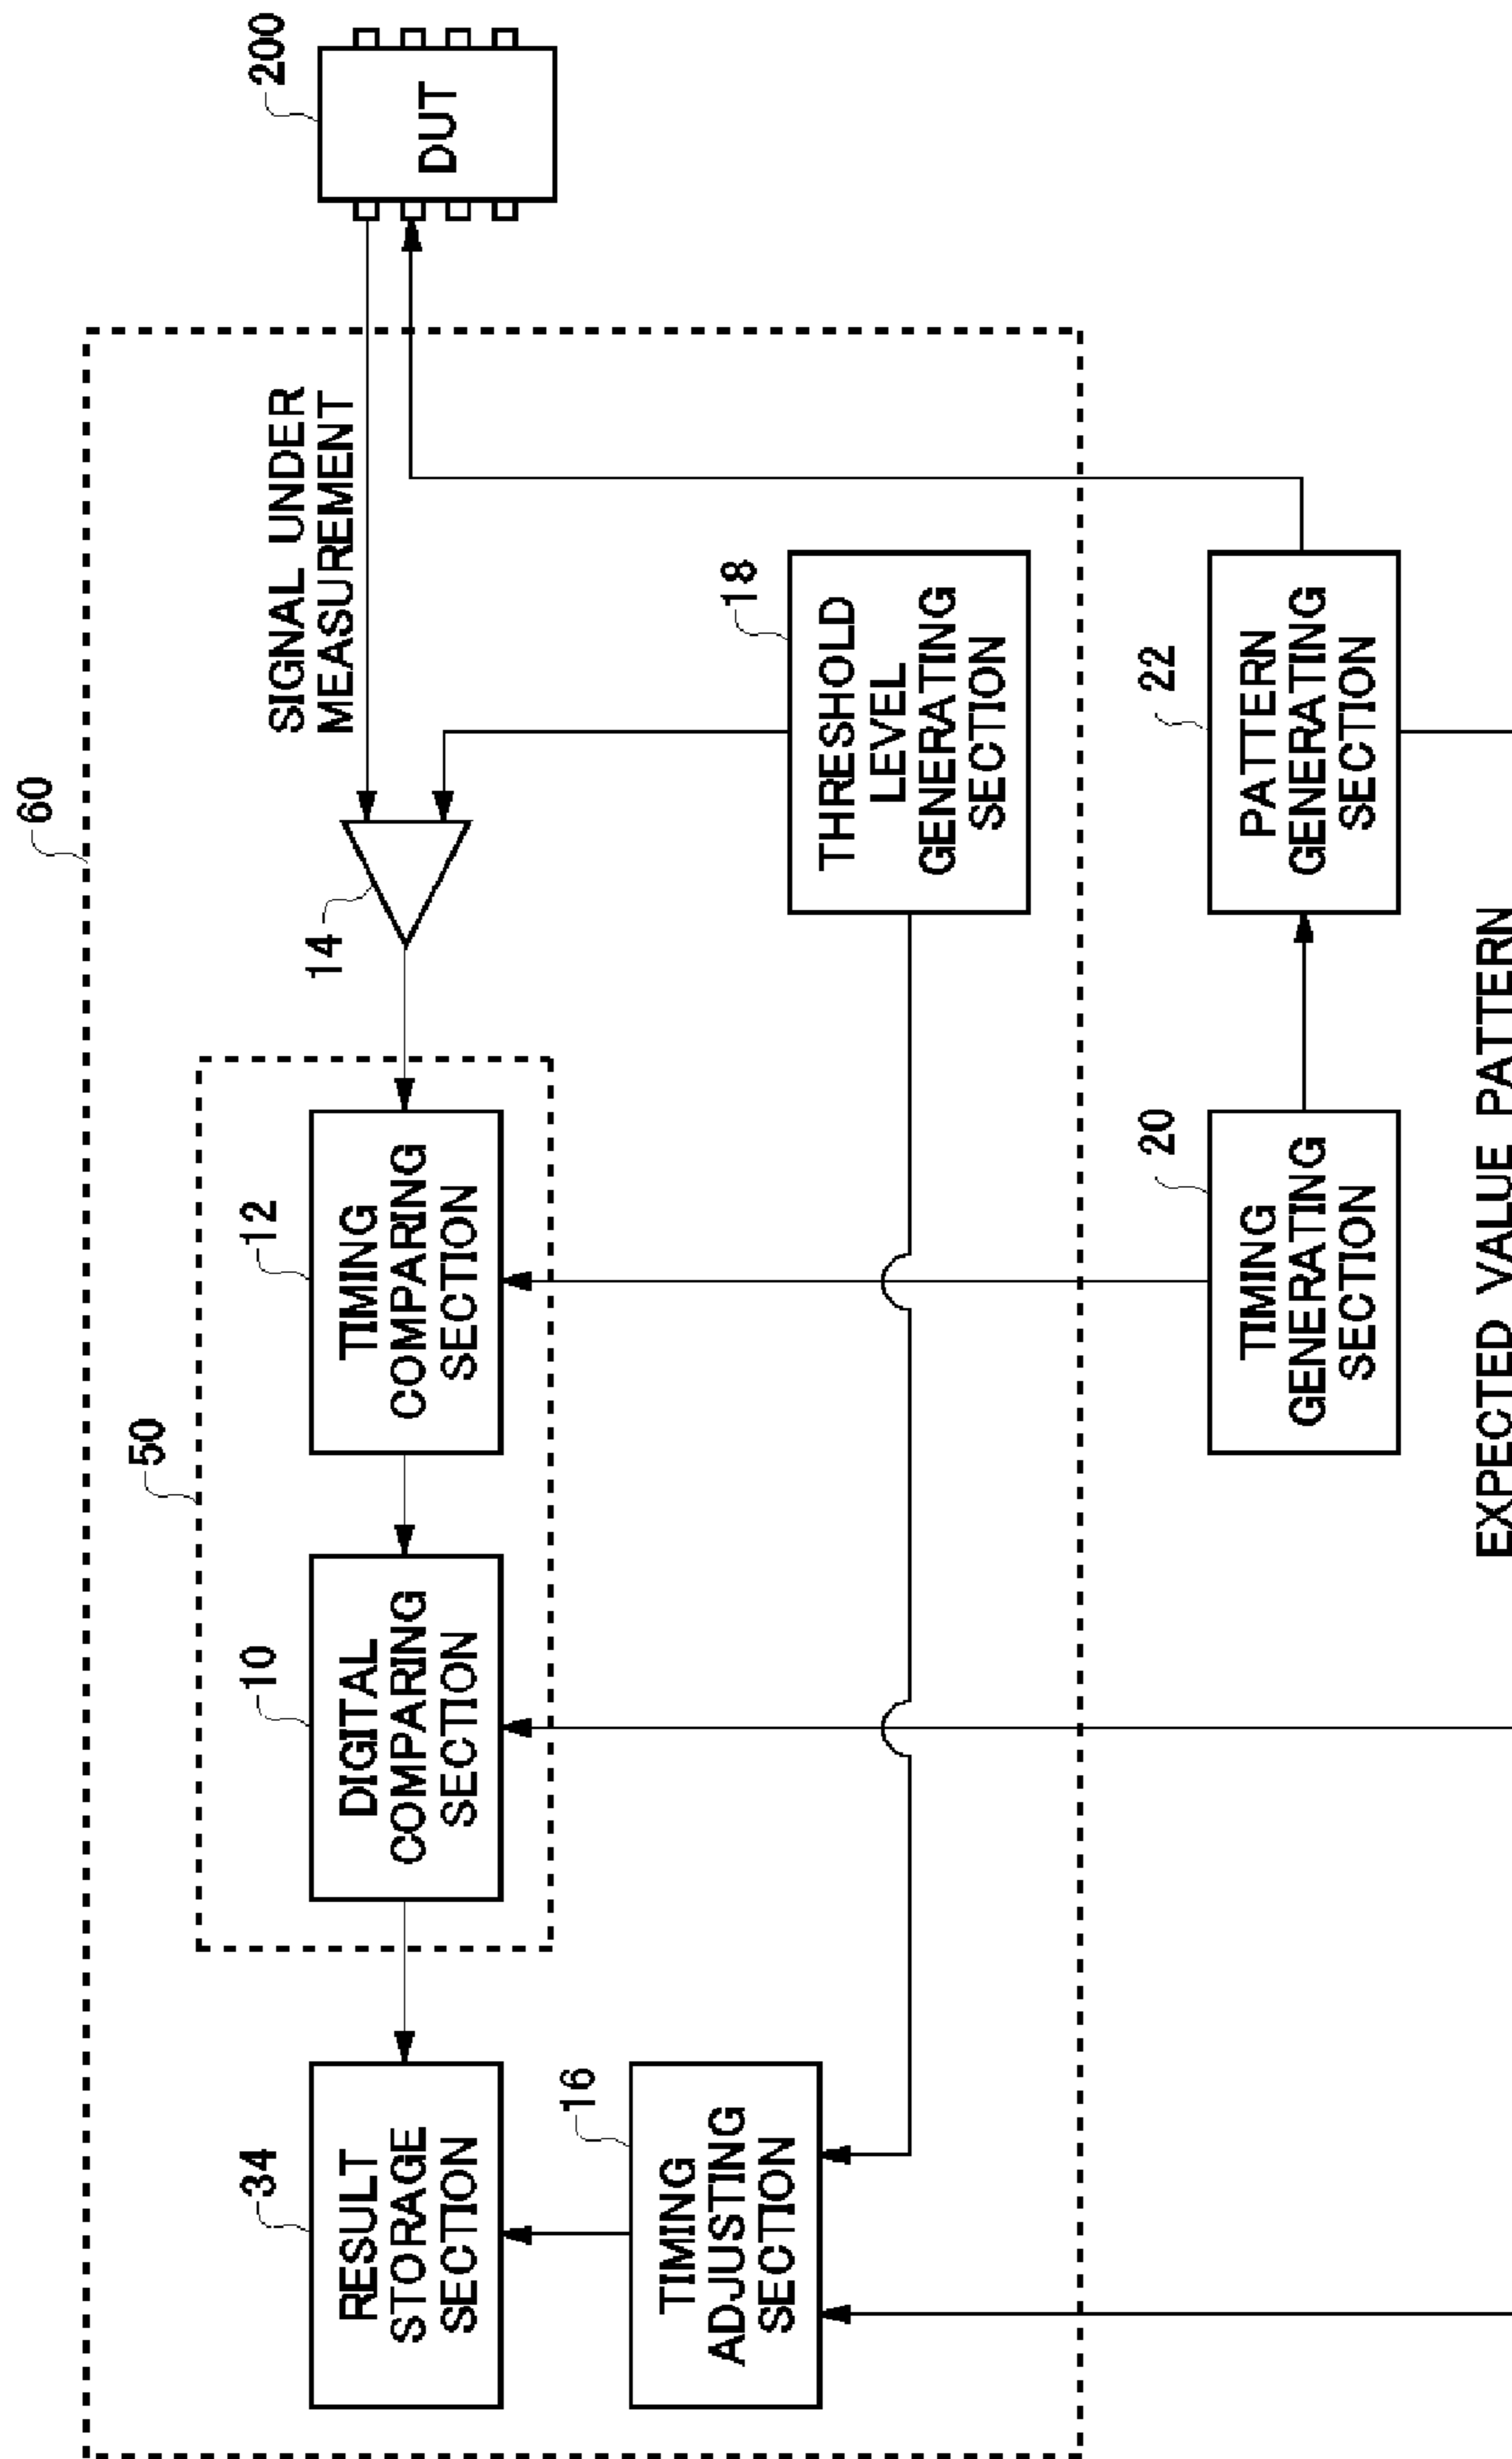 60
50
34
RESULT
STORAGE
SECTION
10
DIGITAL
COMPARING
SECTION
12
TIMING
COMPARING
SECTION
14
SIGNAL UNDER
MEASUREMENT
200
DUT
16
TIMING
ADJUSTING
SECTION
18
THRESHOLD
LEVEL
GENERATING
SECTION
20
TIMING
GENERATING
SECTION
22
PATTERN
GENERATING
SECTION
EXPECTED VALUE PATTERN